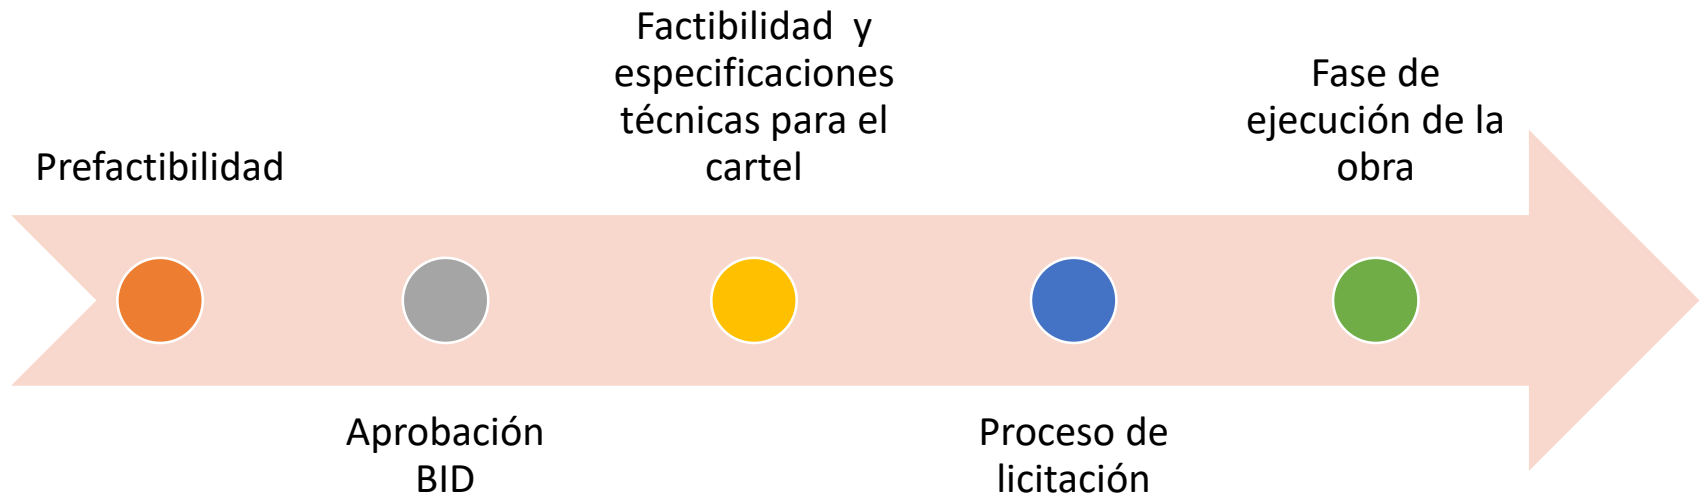 Prefactibilidad
Aprobación
BID
Factibilidad y
especificaciones
técnicas para el
cartel
Proceso de
licitación
Fase de
ejecución de la
obra